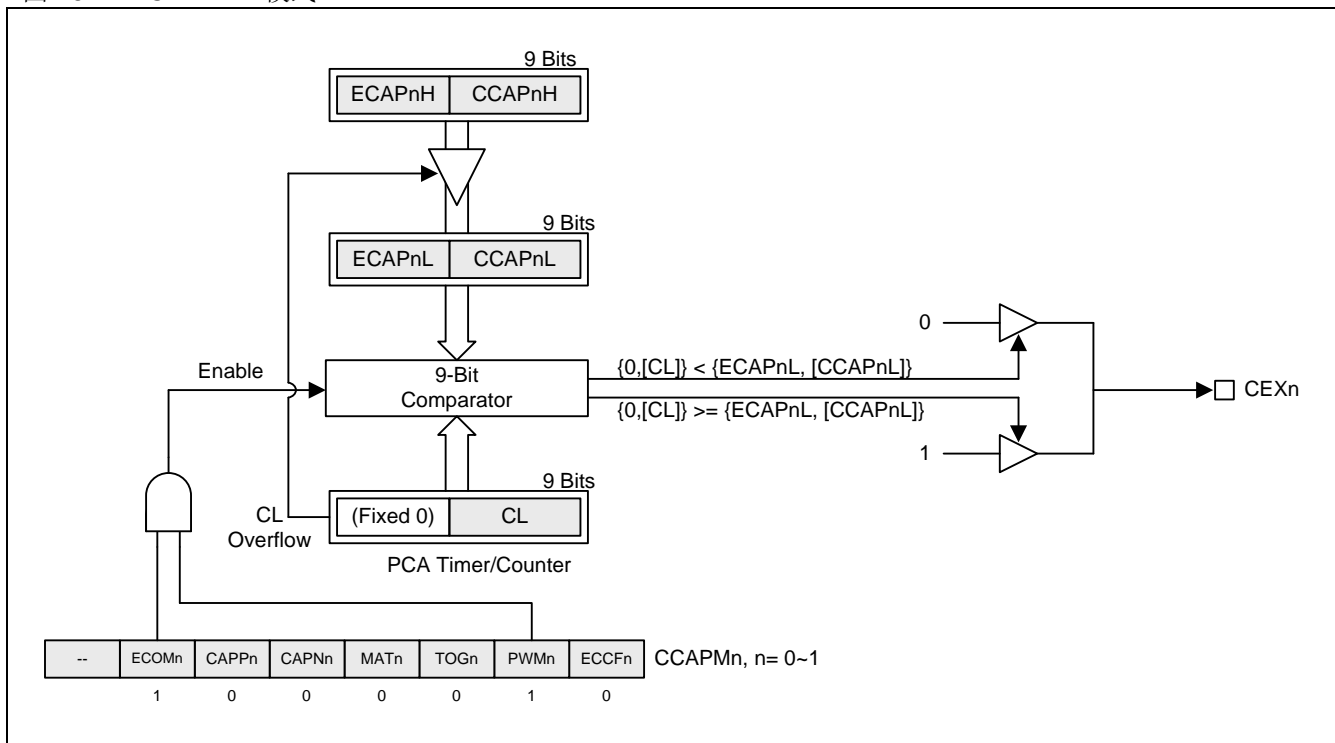 模式
9 Bits
ECAPnH CCAPnH
9 Bits
ECAPnL CCAPnL
Enable
9-Bit
Comparator
{0,[CL]} < {ECAPnL, [CCAPnL]}
{0,[CL]} >= {ECAPnL, [CCAPnL]}
0
1
CEXn
9 Bits
(Fixed 0) CL
CL
Overflow
PCA Timer/Counter
-- ECOMn CAPPn CAPNn MATn TOGn PWMn ECCFn CCAPMn, n= 0~1
1 0 0 0 0 1 0